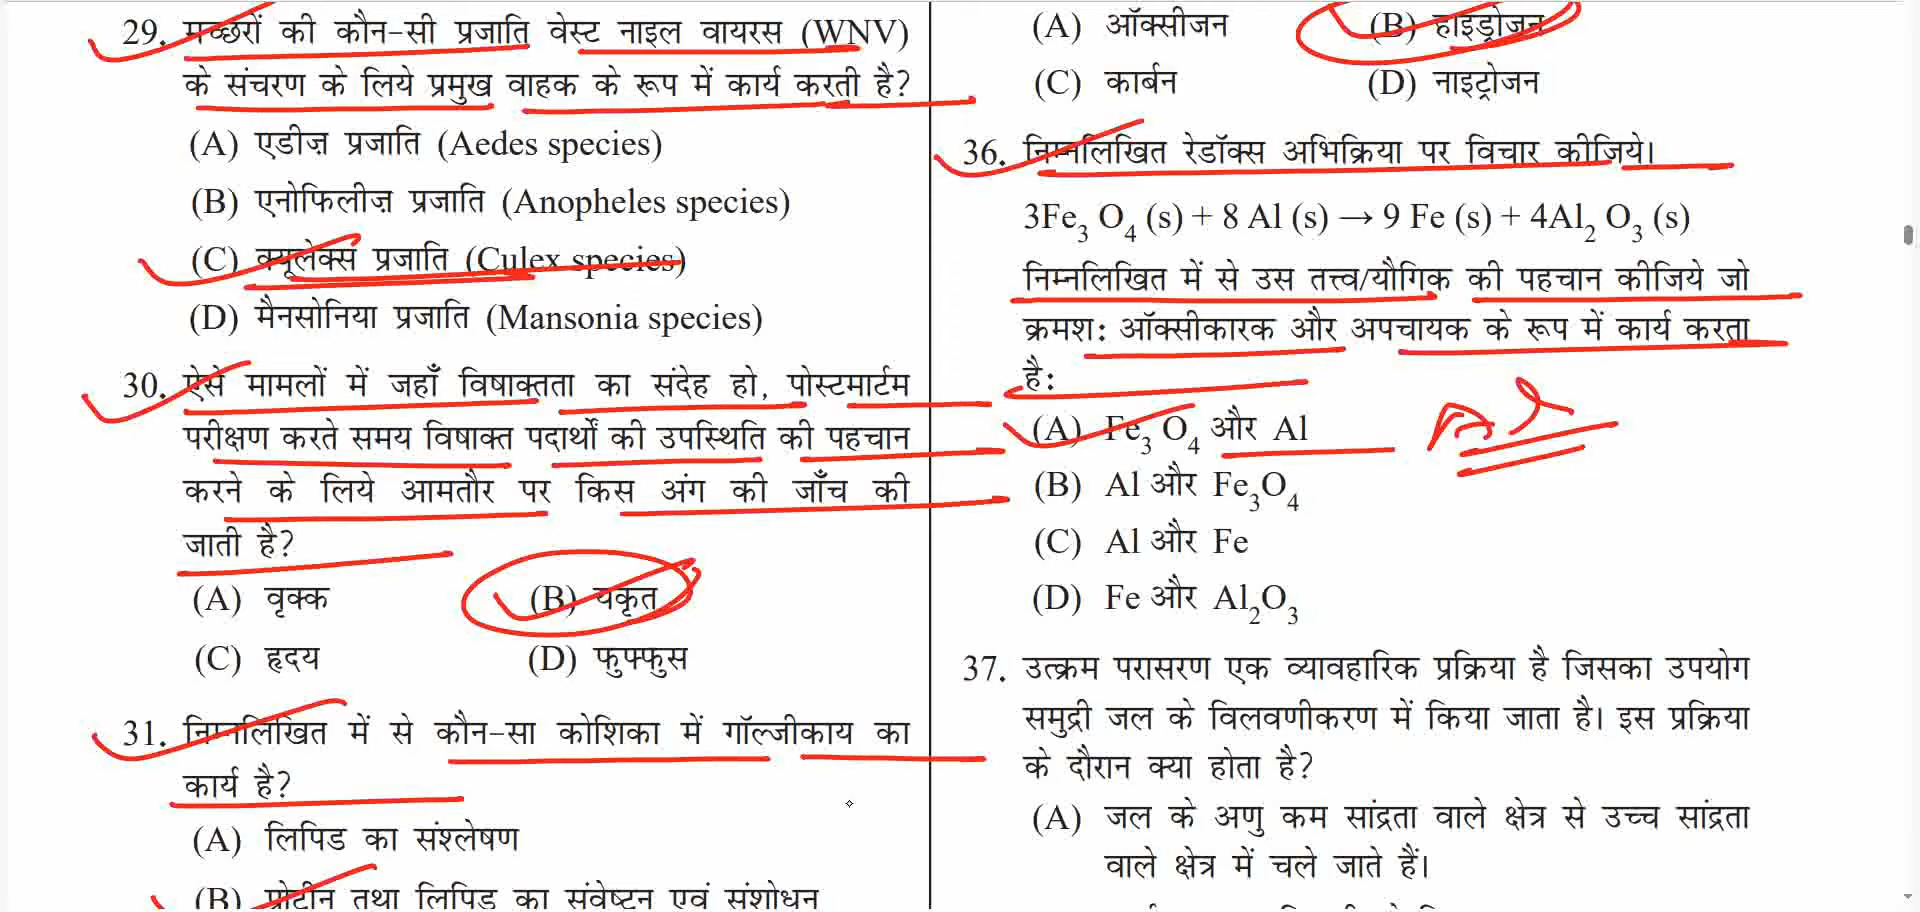 29. मच्छरों की कौन-सी प्रजाति वेस्ट नाइल वायरस (WNV)
के संचरण के लिये प्रमुख वाहक के रूप में कार्य करती है?
(A) एडीज़ प्रजाति (Aedes species)
(B) एनोफिलीज़ प्रजाति (Anopheles species)
(C) क्यूलेक्स प्रजाति (Culex species)
(D) मैनसोनिया प्रजाति (Mansonia species)
30. ऐसे मामलों में जहाँ विषाक्तता का संदेह हो, पोस्टमार्टम
परीक्षण करते समय विषाक्त पदार्थों की उपस्थिति की पहचान
करने के लिये आमतौर पर किस अंग की जाँच की
जाती है?
(A) वृक्क (B) यकृत
(C) हृदय (D) फुफ्फुस
31. निम्नलिखित में से कौन-सा कोशिका में गॉल्जीकाय का
कार्य है?
(A) लिपिड का संश्लेषण
(B) प्रोटीन तथा लिपिड का संवेष्टन एवं संशोधन
(A) ऑक्सीजन (B) हाइड्रोजन
(C) कार्बन (D) नाइट्रोजन
36. निम्नलिखित रेडॉक्स अभिक्रिया पर विचार कीजिये।
3Fe₃ O₄ (s) + 8 Al (s) → 9 Fe (s) + 4Al₂ O₃ (s)
निम्नलिखित में से उस तत्त्व/यौगिक की पहचान कीजिये जो
क्रमश: ऑक्सीकारक और अपचायक के रूप में कार्य करता
है:
(A) Fe₃ O₄ और Al
(B) Al और Fe₃O₄
(C) Al और Fe
(D) Fe और Al₂O₃
37. उत्क्रम परासरण एक व्यावहारिक प्रक्रिया है जिसका उपयोग
समुद्री जल के विलवणीकरण में किया जाता है। इस प्रक्रिया
के दौरान क्या होता है?
(A) जल के अणु कम सांद्रता वाले क्षेत्र से उच्च सांद्रता
वाले क्षेत्र में चले जाते हैं।